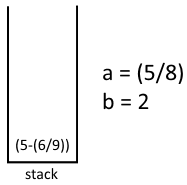 a = (5/8)
b = 2
(5-(6/9))
stack